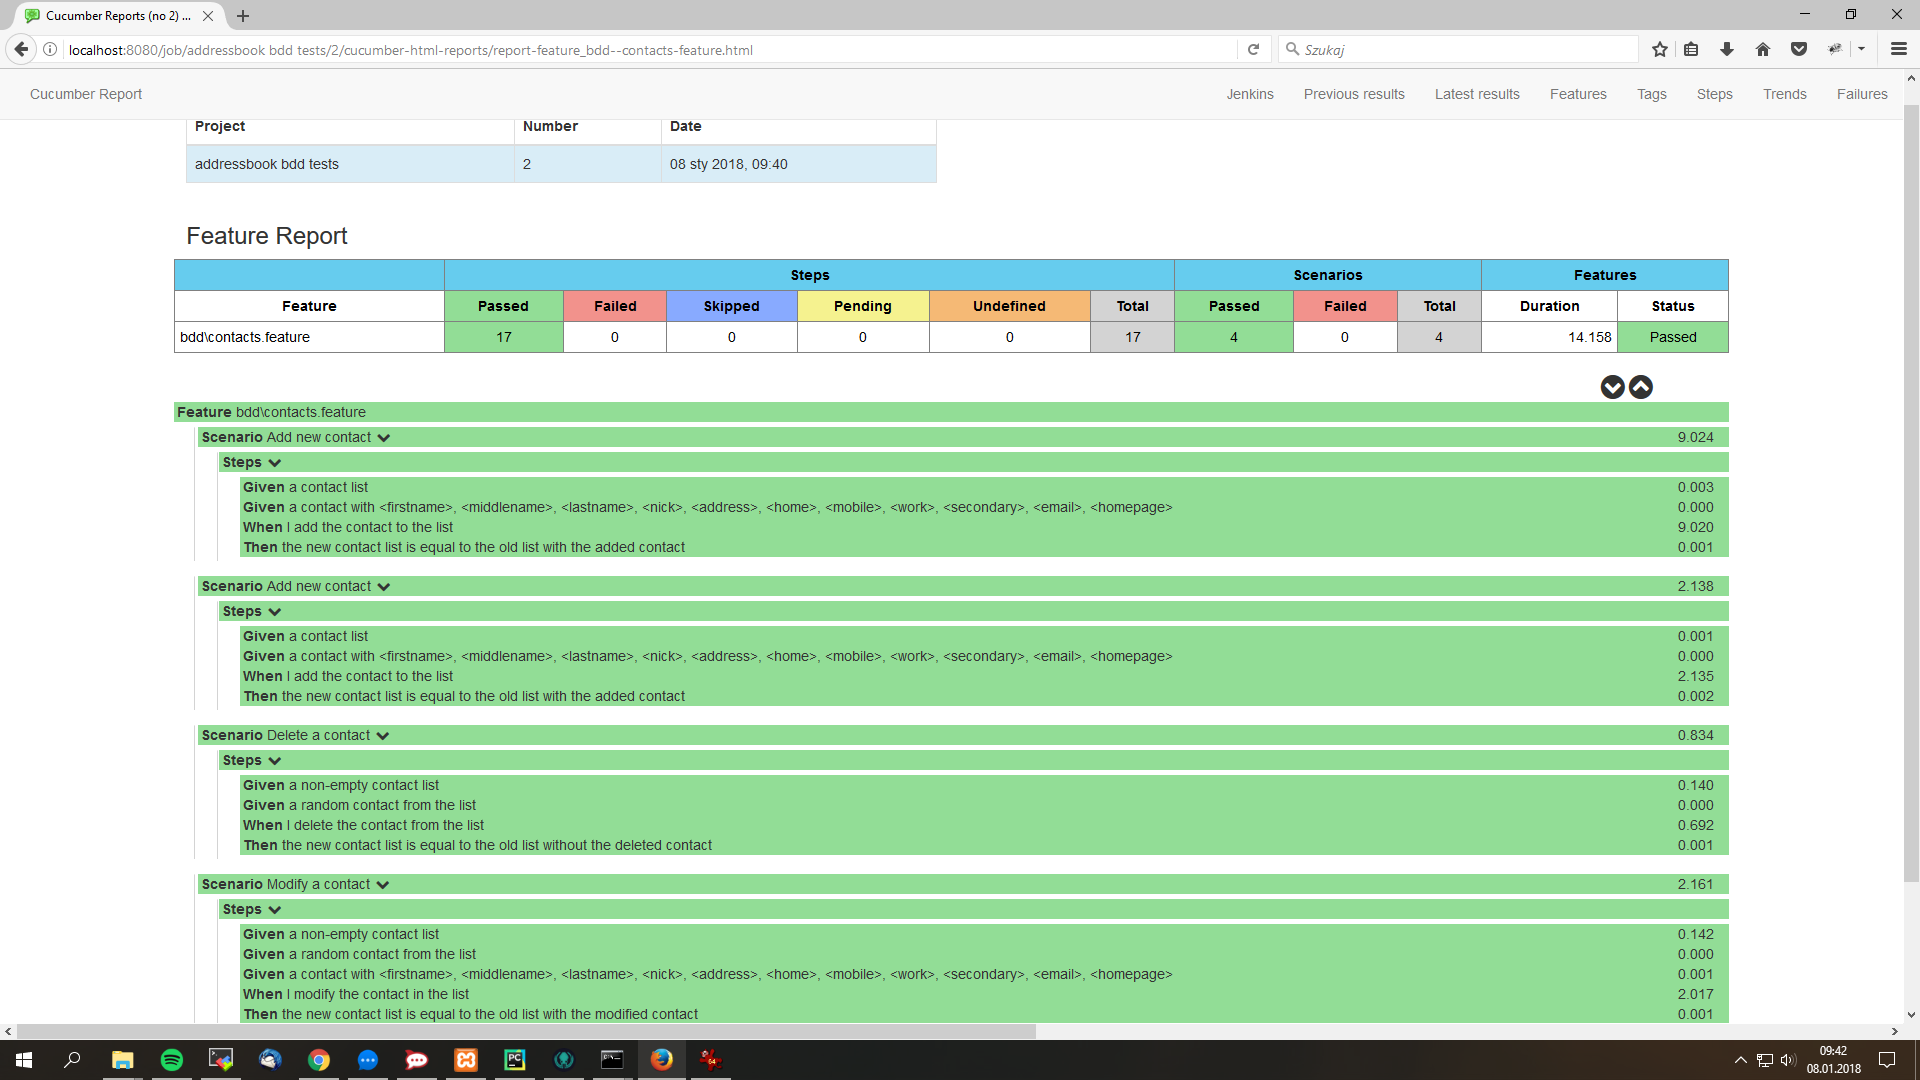 Cucumber Reports (no 2) ...
localhost:8080/job/addressbook bdd tests/2/cucumber-html-reports/report-feature_bdd--contacts-feature.html
Szukaj
Cucumber Report Jenkins Previous results Latest results Features Tags Steps Trends Failures
Project Number Date
addressbook bdd tests 2 08 sty 2018, 09:40
Feature Report
Steps Scenarios Features
Feature Passed Failed Skipped Pending Undefined Total Passed Failed Total Duration Status
bdd\contacts.feature 17 0 0 0 0 17 4 0 4 14.158 Passed
Feature bdd\contacts.feature
Scenario Add new contact 9.024
Steps
Given a contact list 0.003
Given a contact with <firstname>, <middlename>, <lastname>, <nick>, <address>, <home>, <mobile>, <work>, <secondary>, <email>, <homepage> 0.000
When I add the contact to the list 9.020
Then the new contact list is equal to the old list with the added contact 0.001
Scenario Add new contact 2.138
Steps
Given a contact list 0.001
Given a contact with <firstname>, <middlename>, <lastname>, <nick>, <address>, <home>, <mobile>, <work>, <secondary>, <email>, <homepage> 0.000
When I add the contact to the list 2.135
Then the new contact list is equal to the old list with the added contact 0.002
Scenario Delete a contact 0.834
Steps
Given a non-empty contact list 0.140
Given a random contact from the list 0.000
When I delete the contact from the list 0.692
Then the new contact list is equal to the old list without the deleted contact 0.001
Scenario Modify a contact 2.161
Steps
Given a non-empty contact list 0.142
Given a random contact from the list 0.000
Given a contact with <firstname>, <middlename>, <lastname>, <nick>, <address>, <home>, <mobile>, <work>, <secondary>, <email>, <homepage> 0.001
When I modify the contact in the list 2.017
Then the new contact list is equal to the old list with the modified contact 0.001
PC
64
09:42
08.01.2018